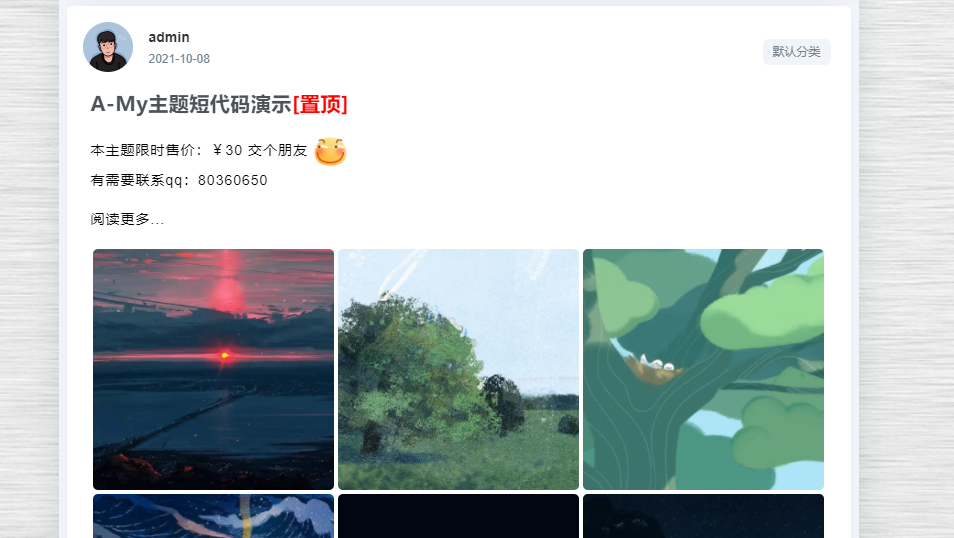 admin
2021-10-08
默认分类
A-My主题短代码演示[置顶]
本主题限时售价：￥30 交个朋友
有需要联系qq：80360650
阅读更多...